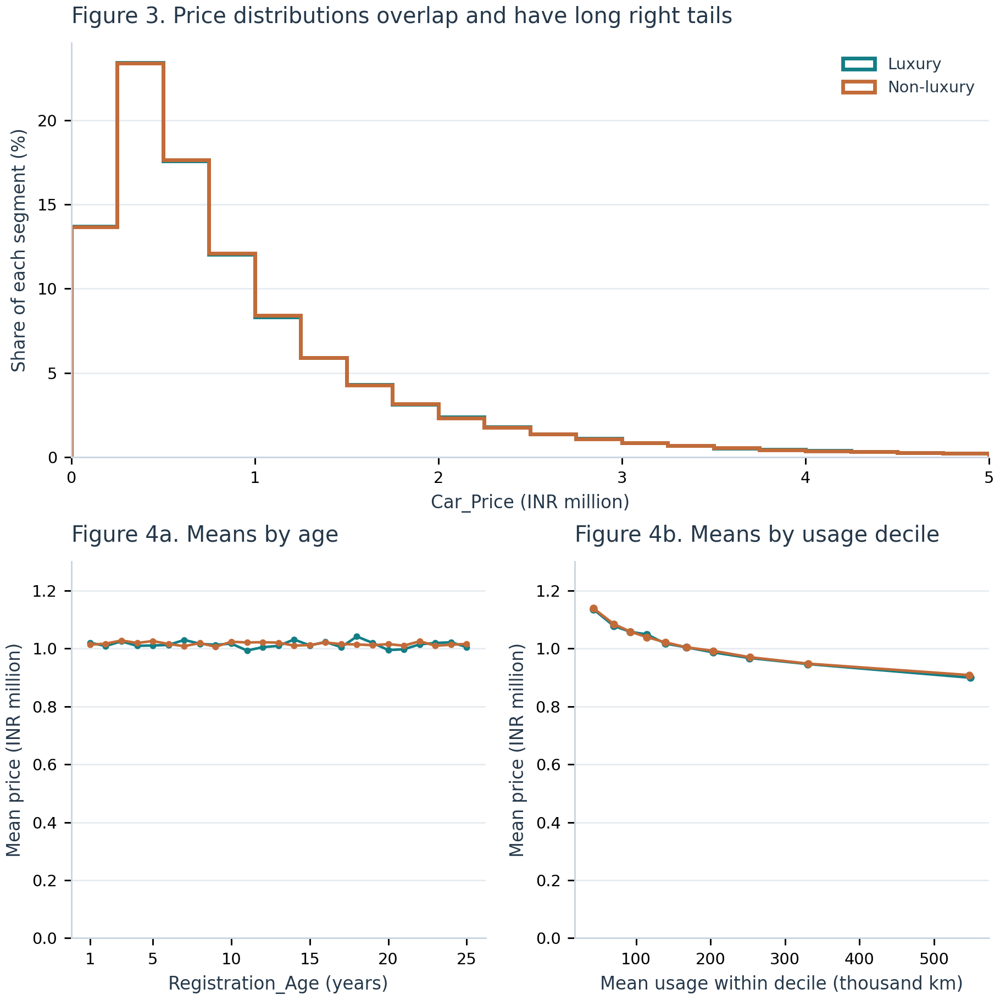 Figure 3. Price distributions overlap and have long right tails
Luxury
Non-luxury
Share of each segment (%)
20
15
10
5
0
0 1 2 3 4 5
Car_Price (INR million)
Figure 4a. Means by age
Mean price (INR million)
1.2
1.0
0.8
0.6
0.4
0.2
0.0
1 5 10 15 20 25
Registration_Age (years)
Figure 4b. Means by usage decile
Mean price (INR million)
1.2
1.0
0.8
0.6
0.4
0.2
0.0
100 200 300 400 500
Mean usage within decile (thousand km)